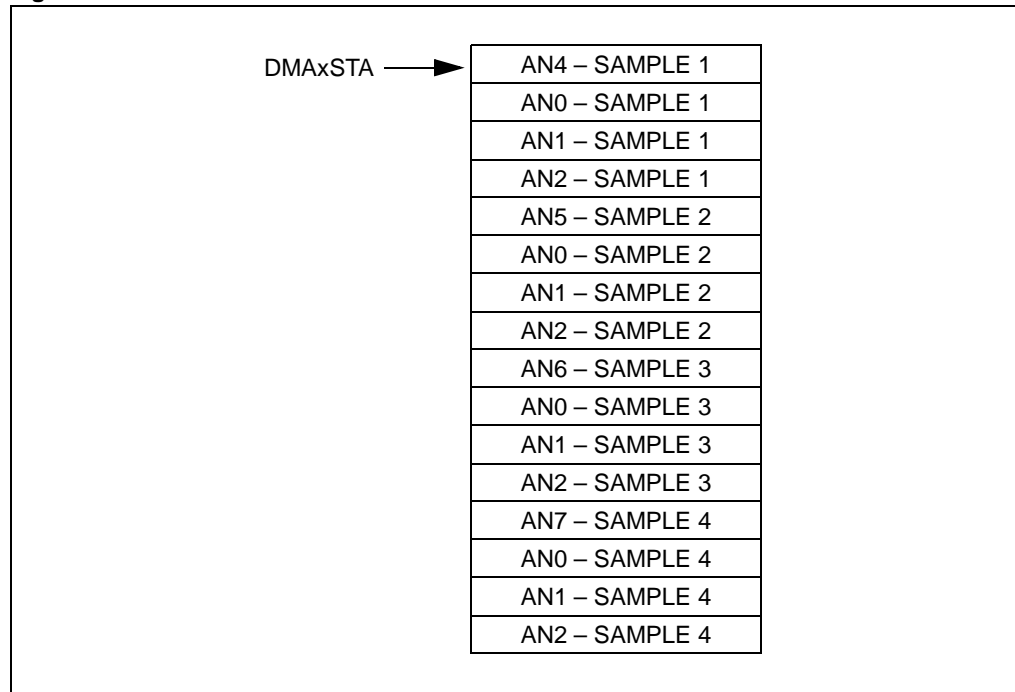 DMAxSTA
AN4 – SAMPLE 1
AN0 – SAMPLE 1
AN1 – SAMPLE 1
AN2 – SAMPLE 1
AN5 – SAMPLE 2
AN0 – SAMPLE 2
AN1 – SAMPLE 2
AN2 – SAMPLE 2
AN6 – SAMPLE 3
AN0 – SAMPLE 3
AN1 – SAMPLE 3
AN2 – SAMPLE 3
AN7 – SAMPLE 4
AN0 – SAMPLE 4
AN1 – SAMPLE 4
AN2 – SAMPLE 4